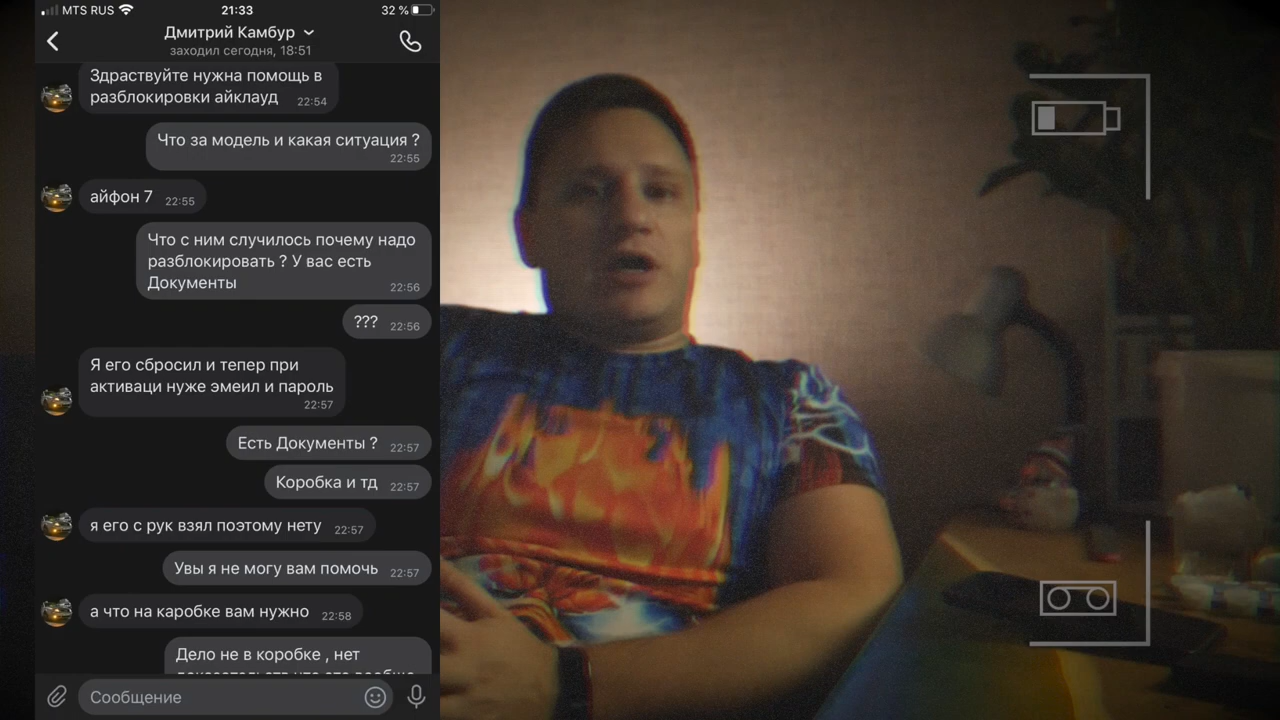 MTS RUS 21:33 32 %
Дмитрий Камбур
заходил сегодня, 18:51
Здраствуйте нужна помощь в
разблокировки айклауд 22:54
Что за модель и какая ситуация ?
22:55
айфон 7 22:55
Что с ним случилось почему надо
разблокировать ? У вас есть
Документы 22:56
??? 22:56
Я его сбросил и тепер при
активаци нуже эмеил и пароль
22:57
Есть Документы ? 22:57
Коробка и тд 22:57
я его с рук взял поэтому нету 22:57
Увы я не могу вам помочь 22:57
а что на каробке вам нужно 22:58
Дело не в коробке , нет
Сообщение